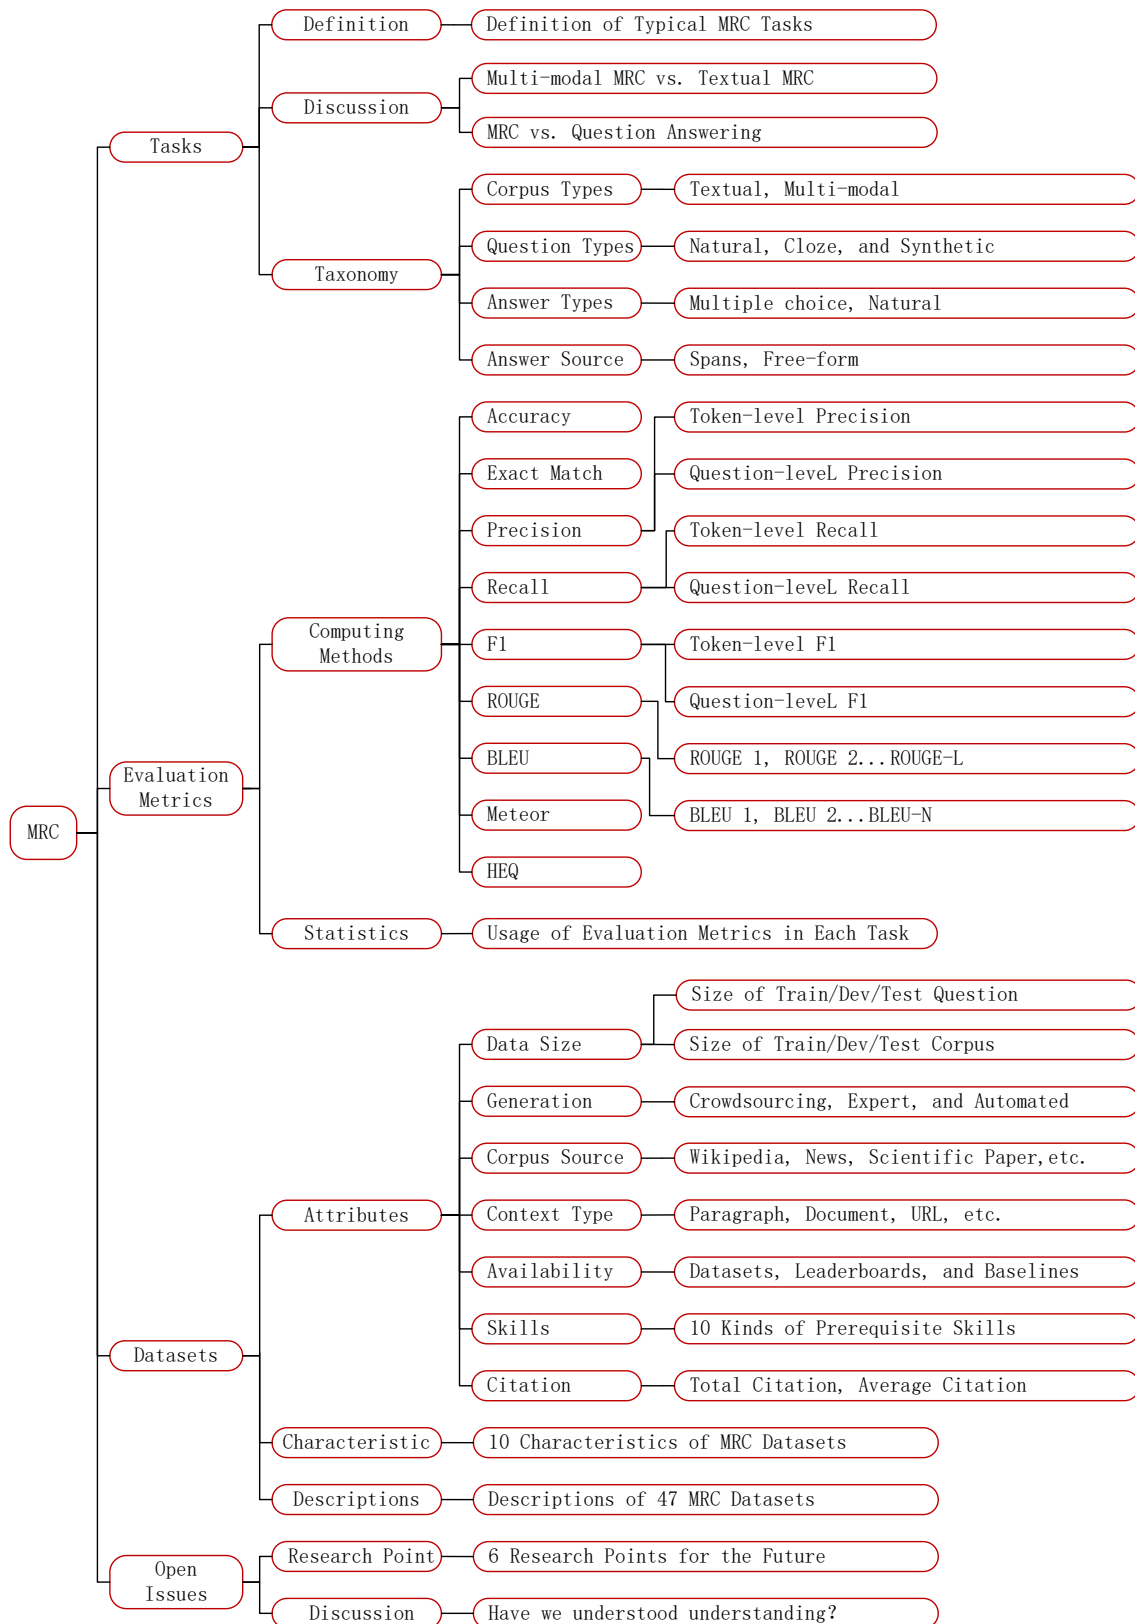 Definition
Definition of Typical MRC Tasks
Multi-modal MRC vs. Textual MRC
Discussion
MRC vs. Question Answering
Tasks
Corpus Types
Textual, Multi-modal
Question Types
Natural, Cloze, and Synthetic
Taxonomy
Answer Types
Multiple choice, Natural
Answer Source
Spans, Free-form
Accuracy
Token-level Precision
Exact Match
Question-leveL Precision
Precision
Token-level Recall
Recall
Question-leveL Recall
Computing
Methods
F1
Token-level F1
Question-leveL F1
ROUGE
ROUGE 1, ROUGE 2...ROUGE-L
BLEU
Evaluation
Metrics
Meteor
BLEU 1, BLEU 2...BLEU-N
MRC
HEQ
Statistics
Usage of Evaluation Metrics in Each Task
Size of Train/Dev/Test Question
Data Size
Size of Train/Dev/Test Corpus
Generation
Crowdsourcing, Expert, and Automated
Corpus Source
Wikipedia, News, Scientific Paper,etc.
Attributes
Context Type
Paragraph, Document, URL, etc.
Availability
Datasets, Leaderboards, and Baselines
Skills
10 Kinds of Prerequisite Skills
Datasets
Citation
Total Citation, Average Citation
Characteristic
10 Characteristics of MRC Datasets
Descriptions
Descriptions of 47 MRC Datasets
Research Point
6 Research Points for the Future
Open
Issues
Discussion
Have we understood understanding?